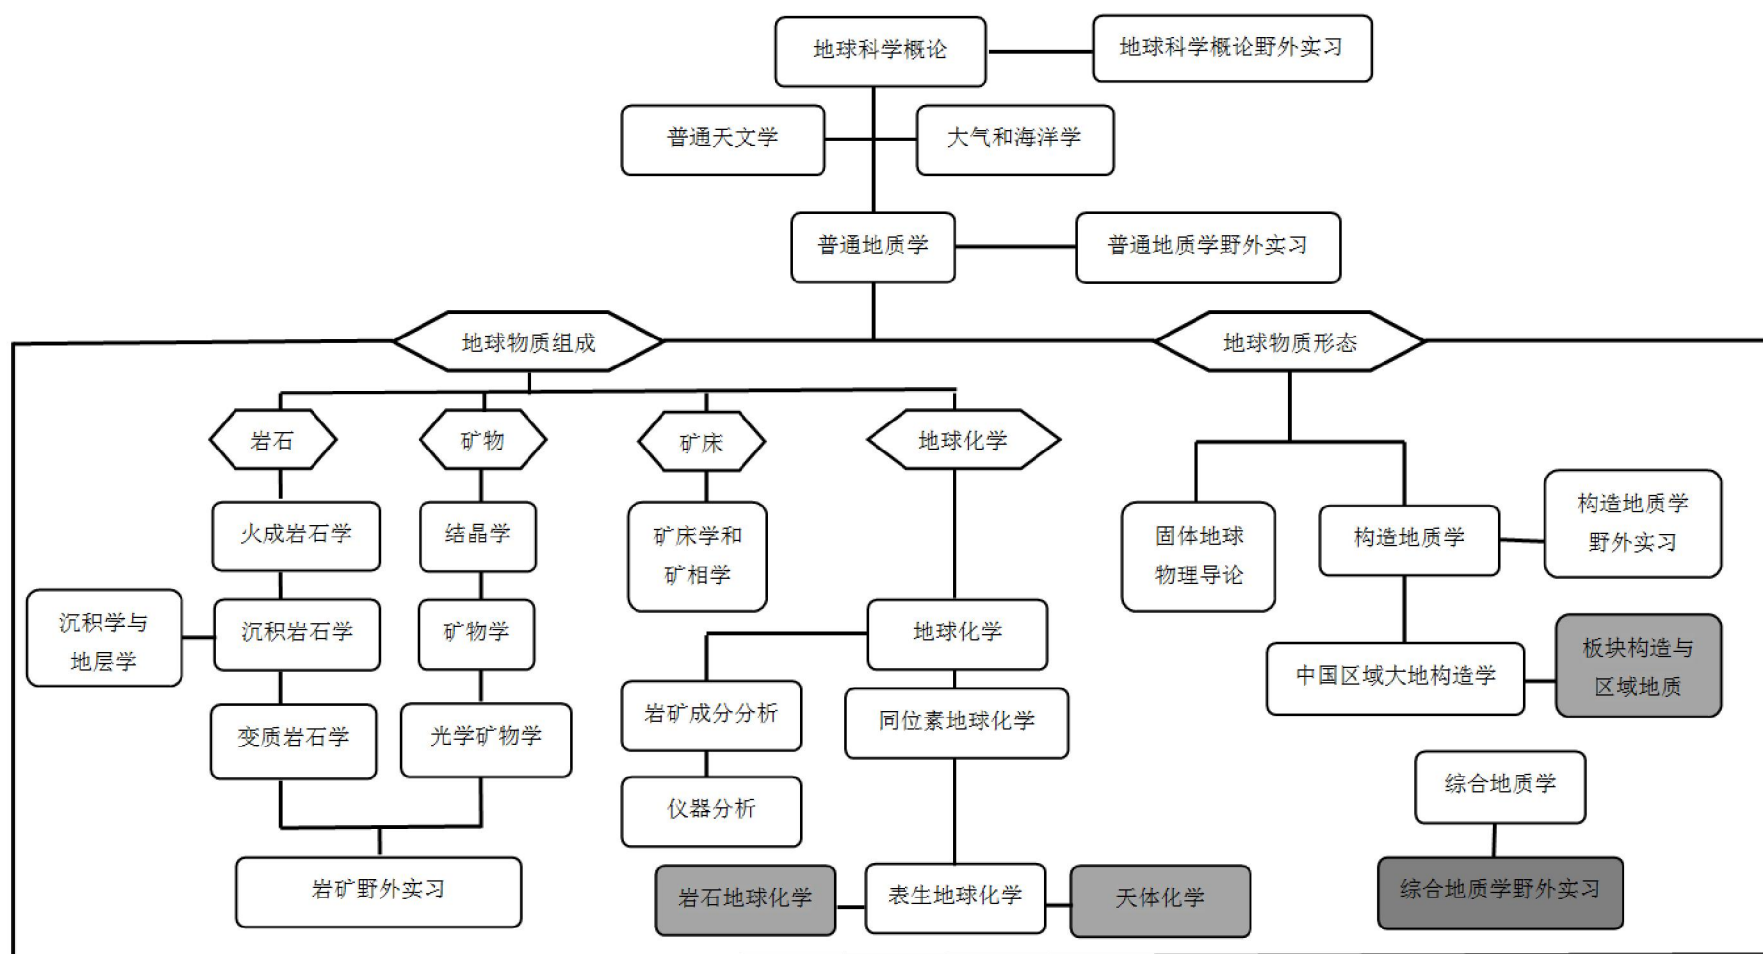 地球科学概论
地球科学概论野外实习
普通天文学
大气和海洋学
普通地质学
普通地质学野外实习
地球物质组成
地球物质形态
岩石
矿物
矿床
地球化学
火成岩石学
结晶学
矿床学和
矿相学
固体地球
物理导论
构造地质学
构造地质学
野外实习
沉积学与
地层学
沉积岩石学
矿物学
地球化学
中国区域大地构造学
板块构造与
区域地质
变质岩石学
光学矿物学
岩矿成分分析
同位素地球化学
仪器分析
综合地质学
岩矿野外实习
岩石地球化学
表生地球化学
天体化学
综合地质学野外实习